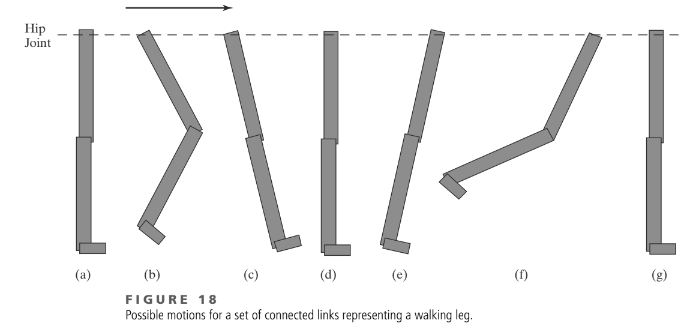 Hip
Joint
(a) (b) (c) (d) (e) (f) (g)
FIGURE 18
Possible motions for a set of connected links representing a walking leg.